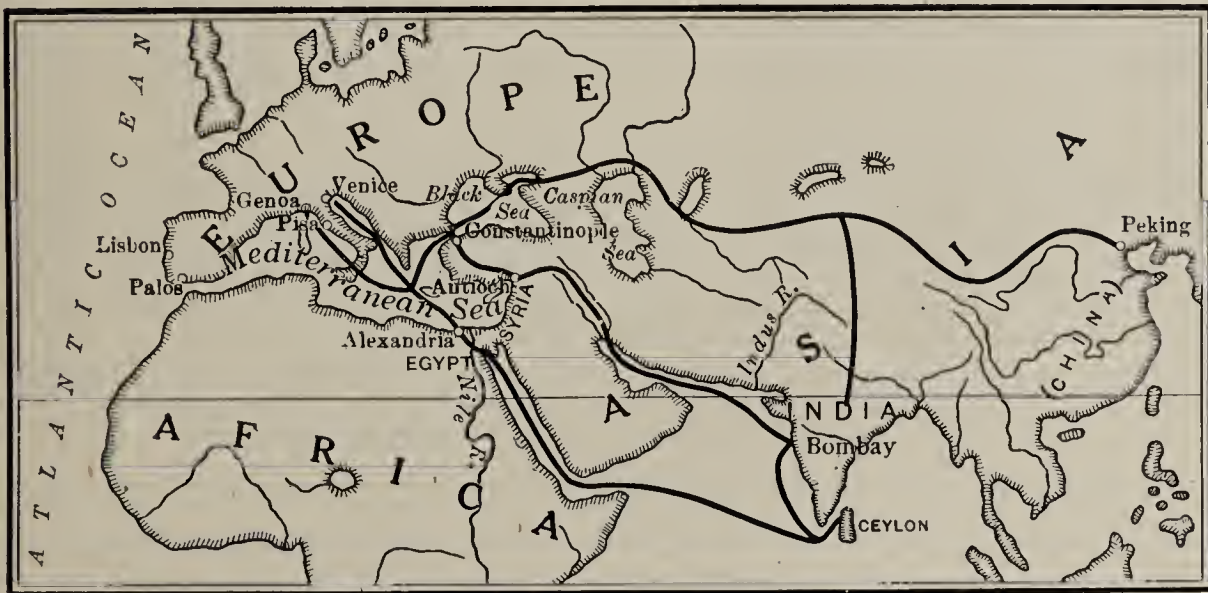 ATLANTIC OCEAN
EUROPE
ASIA
AFRICA
Venice
Genoa
Pisa
Lisbon
Palos
Mediterranean Sea
Black Sea
Caspian Sea
Constantinople
Antioch
SYRIA
Alexandria
EGYPT
Nile R.
Indus R.
INDIA
Bombay
CEYLON
Peking
(CHINA)